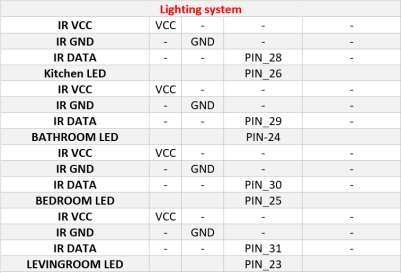 Lighting system
IR VCC VCC - - -
IR GND - GND - -
IR DATA - - PIN_28 -
Kitchen LED PIN_26
IR VCC VCC - - -
IR GND - GND - -
IR DATA - - PIN_29 -
BATHROOM LED PIN-24
IR VCC VCC - - -
IR GND - GND - -
IR DATA - - PIN_30 -
BEDROOM LED PIN_25
IR VCC VCC - - -
IR GND - GND - -
IR DATA - - PIN_31 -
LEVINGROOM LED PIN_23